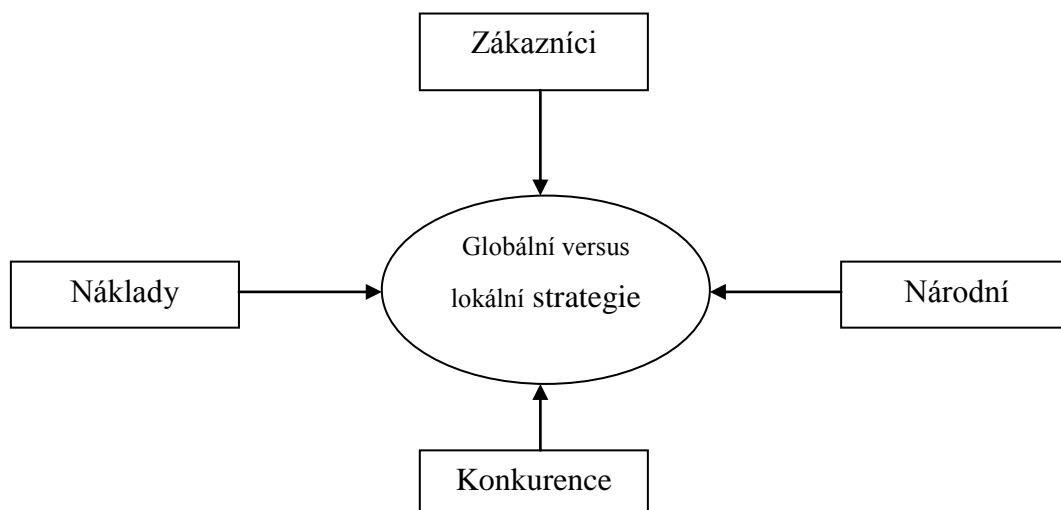 Zákazníci
Globální versus
lokální strategie
Náklady
Národní
Konkurence